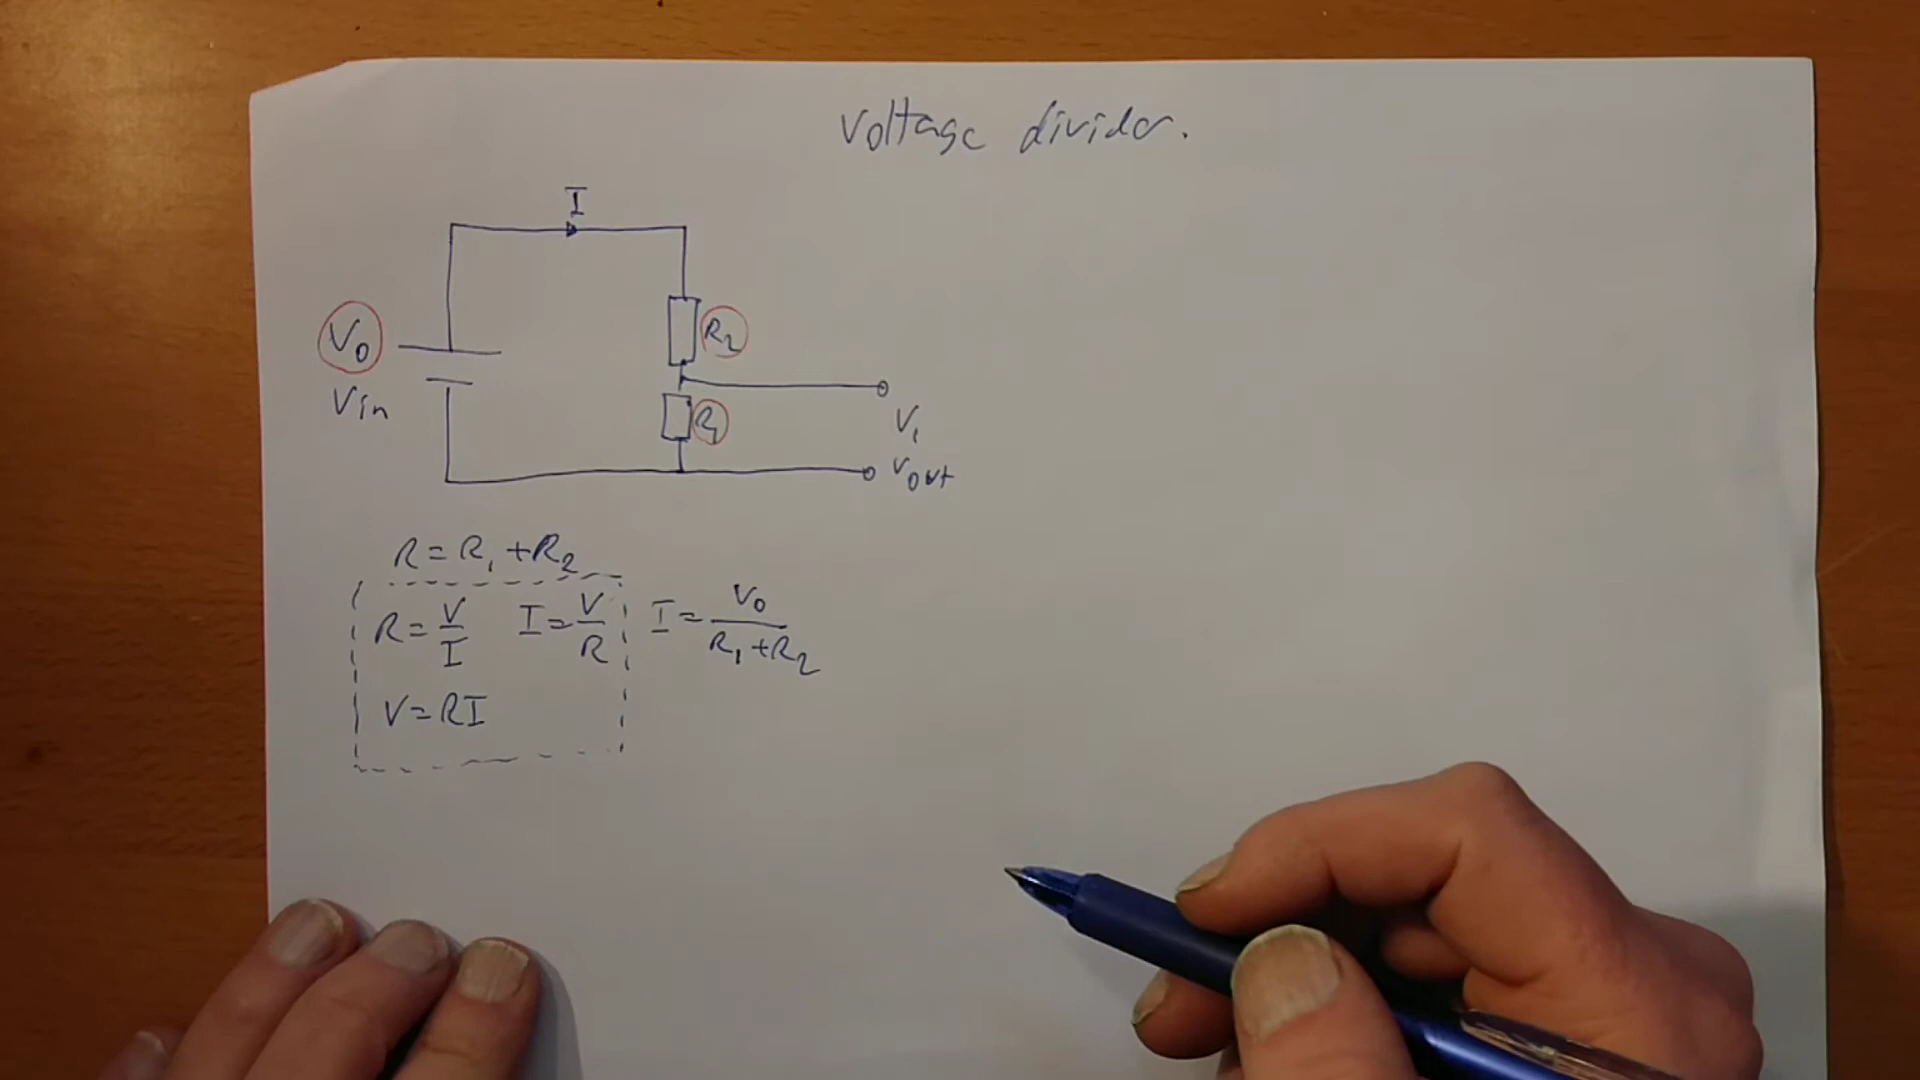 Voltage divider.
I
V0
R2
Vin
R1
V1
Vout
R=R1+R2
R=V/I I=V/R I=V0/(R1+R2)
V=RI